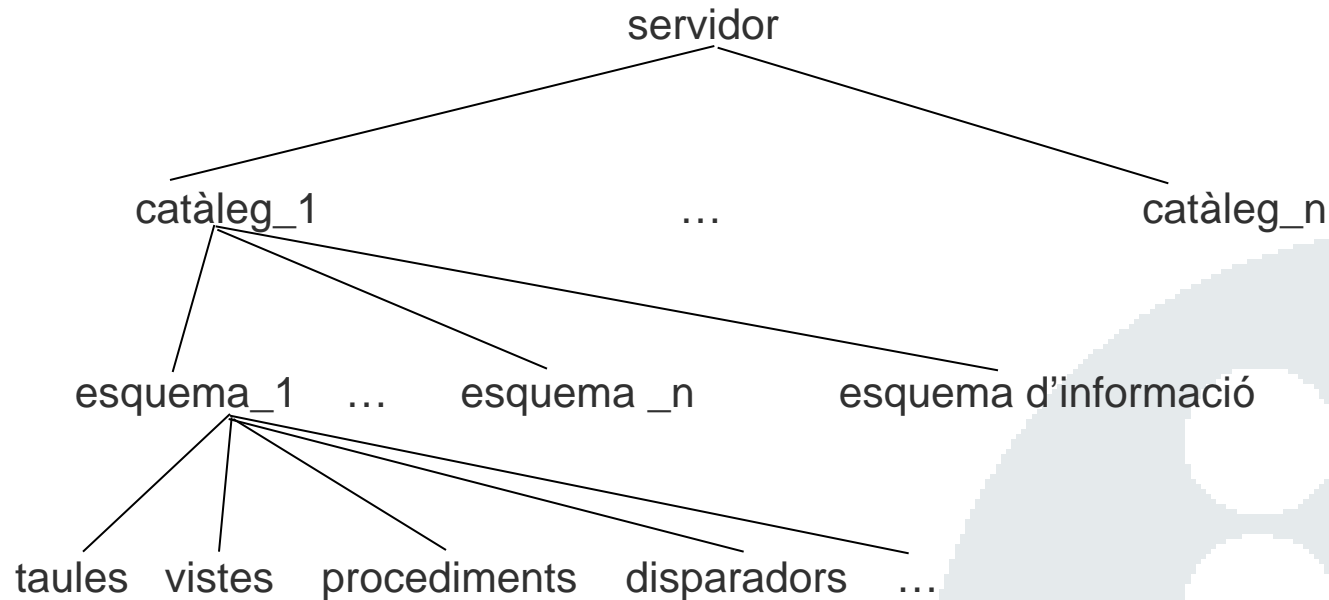 servidor
catàleg_1 … catàleg_n
esquema_1 … esquema _n esquema d’informació
taules vistes procediments disparadors …